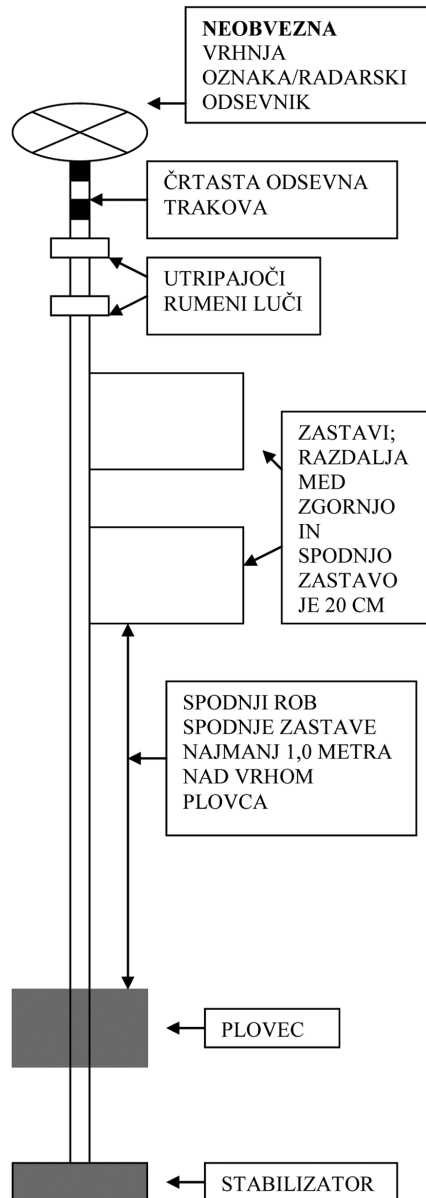 NEOBVEZNA
VRHNJA
OZNAKA/RADARSKI
ODSEVNIK
ČRTASTA ODSEVNA
TRAKOVA
UTRIPAJOČI
RUMENI LUČI
ZASTAVI;
RAZDALJA
MED
ZGORNJO
IN
SPODNJO
ZASTAVO
JE 20 CM
SPODNJI ROB
SPODNJE ZASTAVE
NAJMANJ 1,0 METRA
NAD VRHOM
PLOVCA
PLOVEC
STABILIZATOR